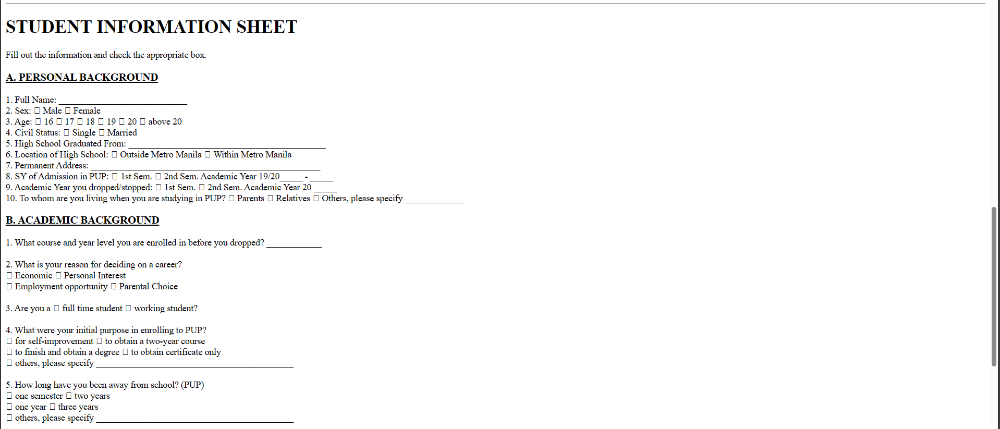 STUDENT INFORMATION SHEET
Fill out the information and check the appropriate box.
A. PERSONAL BACKGROUND
1. Full Name: ____________________________
2. Sex: ☐ Male ☐ Female
3. Age: ☐ 16 ☐ 17 ☐ 18 ☐ 19 ☐ 20 ☐ above 20
4. Civil Status: ☐ Single ☐ Married
5. High School Graduated From: ___________________________________________
6. Location of High School: ☐ Outside Metro Manila ☐ Within Metro Manila
7. Permanent Address: __________________________________________________
8. SY of Admission in PUP: ☐ 1st Sem. ☐ 2nd Sem. Academic Year 19/20_____ - _____
9. Academic Year you dropped/stopped: ☐ 1st Sem. ☐ 2nd Sem. Academic Year 20 _____
10. To whom are you living when you are studying in PUP? ☐ Parents ☐ Relatives ☐ Others, please specify _____________
B. ACADEMIC BACKGROUND
1. What course and year level you are enrolled in before you dropped? ____________
2. What is your reason for deciding on a career?
☐ Economic ☐ Personal Interest
☐ Employment opportunity ☐ Parental Choice
3. Are you a ☐ full time student ☐ working student?
4. What were your initial purpose in enrolling to PUP?
☐ for self-improvement ☐ to obtain a two-year course
☐ to finish and obtain a degree ☐ to obtain certificate only
☐ others, please specify ___________________________________________
5. How long have you been away from school? (PUP)
☐ one semester ☐ two years
☐ one year ☐ three years
☐ others, please specify ___________________________________________